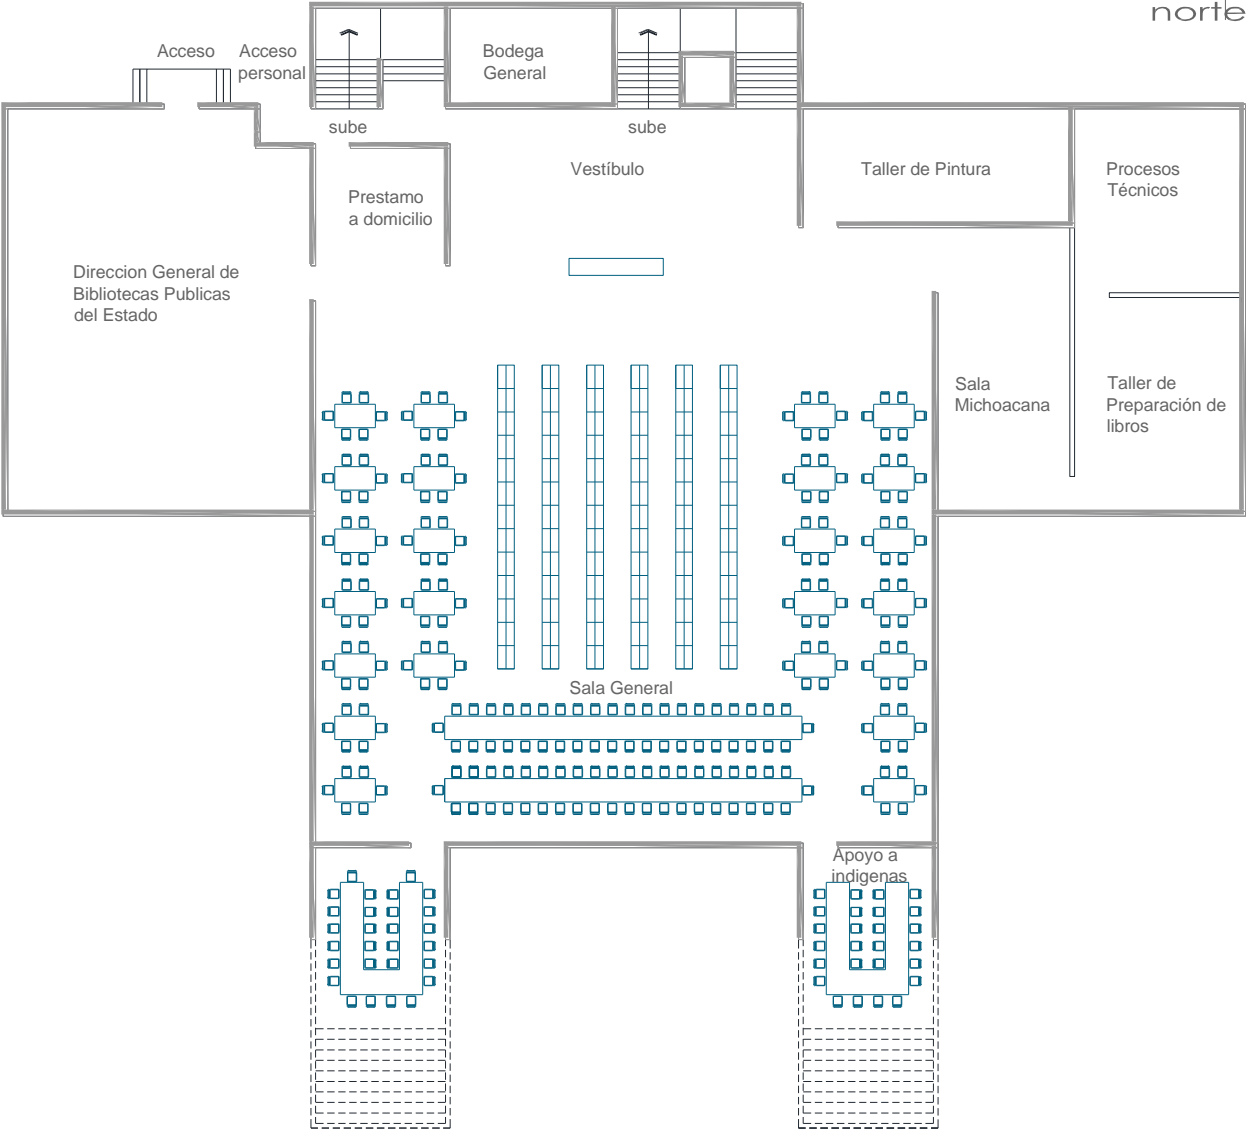 norte
Acceso
Acceso
personal
Bodega
General
sube
sube
Vestíbulo
Taller de Pintura
Procesos
Técnicos
Prestamo
a domicilio
Direccion General de
Bibliotecas Publicas
del Estado
Sala
Michoacana
Taller de
Preparación de
libros
Sala General
Apoyo a
indigenas